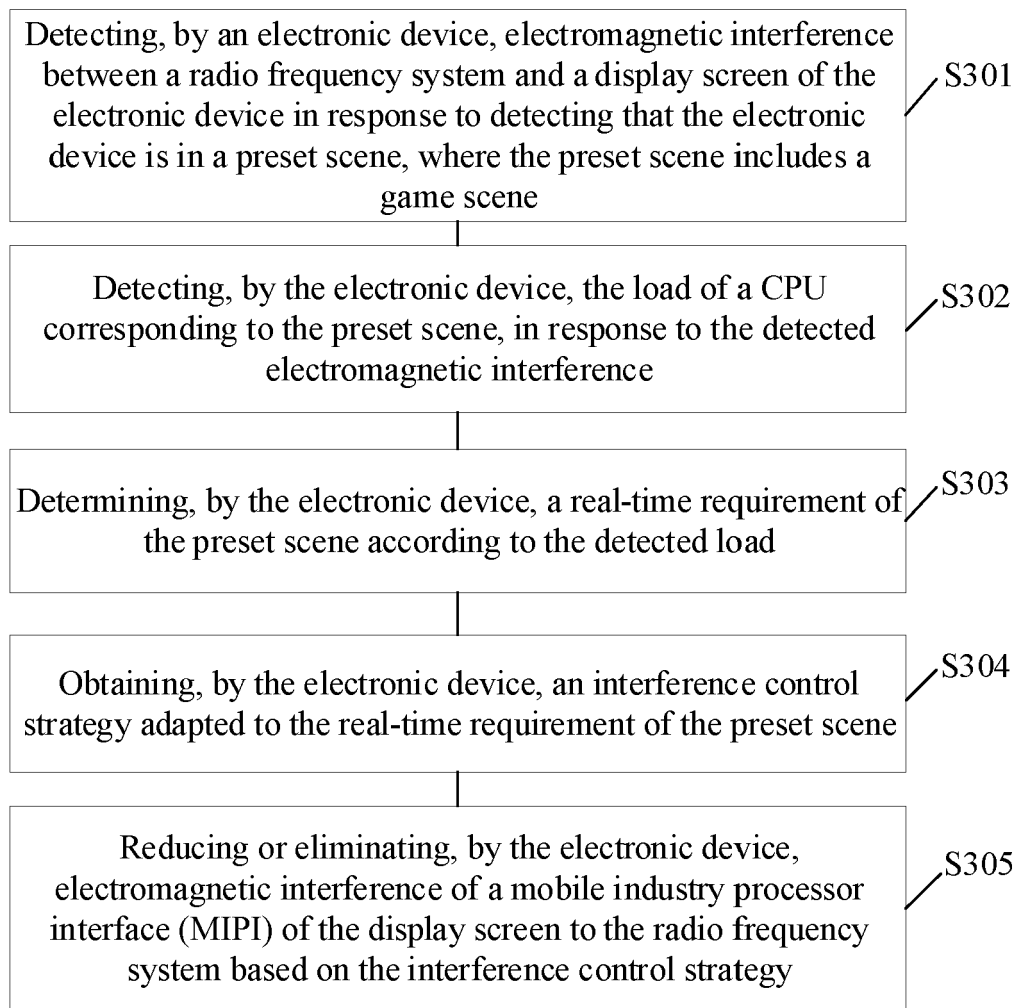 Detecting, by an electronic device, electromagnetic interference
between a radio frequency system and a display screen of the
electronic device in response to detecting that the electronic
device is in a preset scene, where the preset scene includes a
game scene
S301
Detecting, by the electronic device, the load of a CPU
corresponding to the preset scene, in response to the detected
electromagnetic interference
S302
Determining, by the electronic device, a real-time requirement of
the preset scene according to the detected load
S303
Obtaining, by the electronic device, an interference control
strategy adapted to the real-time requirement of the preset scene
S304
Reducing or eliminating, by the electronic device,
electromagnetic interference of a mobile industry processor
interface (MIPI) of the display screen to the radio frequency
system based on the interference control strategy
S305